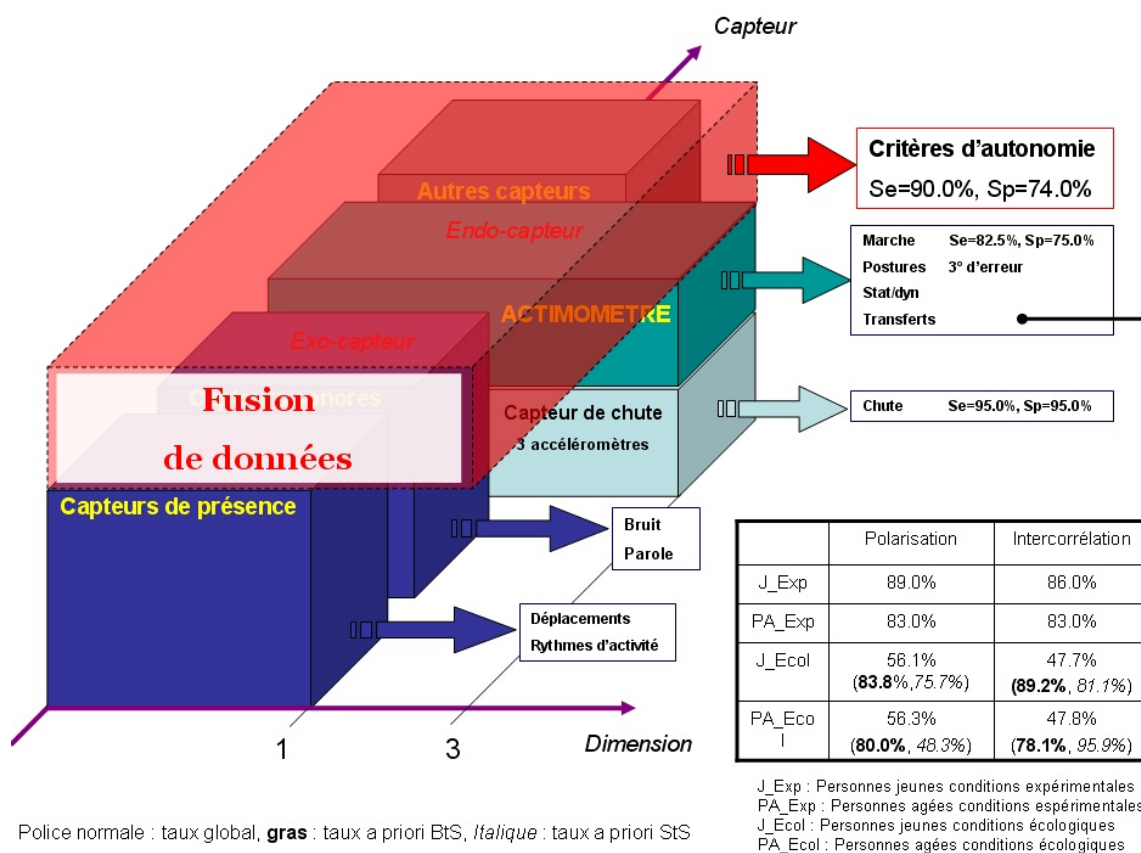 Capteur
Autres capteurs
Endo-capteur
ACTIMOMETRE
Exo-capteur
Fusion
de données
Capteur de chute
3 accéléromètres
Capteurs de présence
Critères d'autonomie
Se=90.0%, Sp=74.0%
Marche Se=82.5%, Sp=75.0%
Postures 3° d'erreur
Stat/dyn
Transferts
Chute Se=95.0%, Sp=95.0%
Bruit
Parole
Déplacements
Rythmes d'activité
1
3
Dimension
Polarisation Intercorrélation
J_Exp 89.0% 86.0%
PA_Exp 83.0% 83.0%
J_Ecol 56.1% 47.7%
(83.8%,75.7%) (89.2%, 81.1%)
PA_Eco 56.3% 47.8%
l (80.0%, 48.3%) (78.1%, 95.9%)
J_Exp : Personnes jeunes conditions expérimentales
PA_Exp : Personnes agées conditions espérimentales
J_Ecol : Personnes jeunes conditions écologiques
PA_Ecol : Personnes agées conditions écologiques
Police normale : taux global, gras : taux a priori BtS, Italique : taux a priori StS